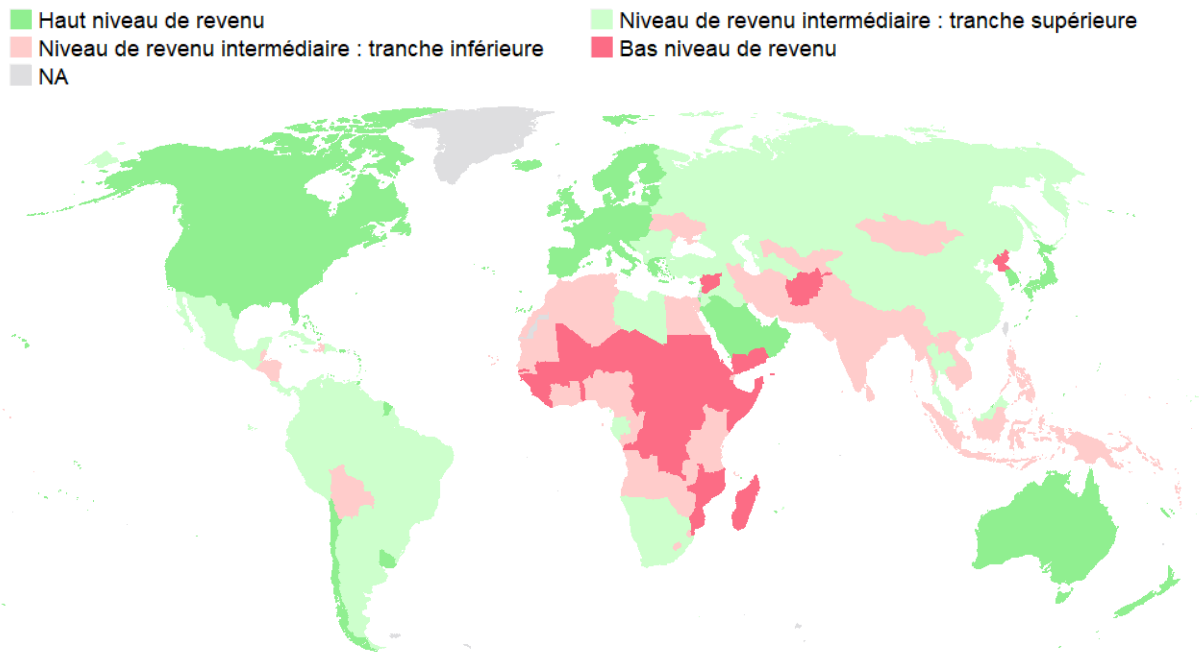 Haut niveau de revenu
Niveau de revenu intermédiaire : tranche supérieure
Niveau de revenu intermédiaire : tranche inférieure
Bas niveau de revenu
NA